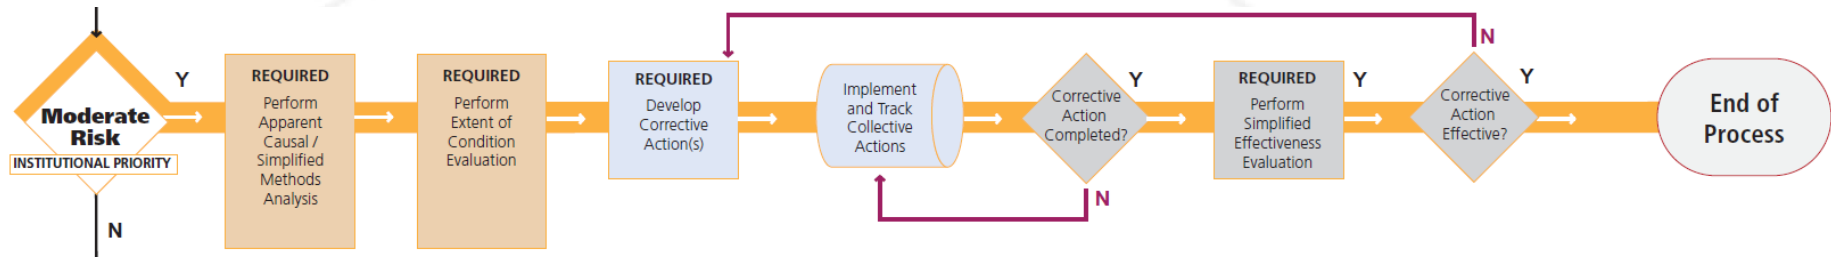 Moderate
Risk
INSTITUTIONAL PRIORITY
Y
N
REQUIRED
Perform
Apparent
Causal /
Simplified
Methods
Analysis
REQUIRED
Perform
Extent of
Condition
Evaluation
REQUIRED
Develop
Corrective
Action(s)
Implement
and Track
Collective
Actions
Corrective
Action
Completed?
Y
N
REQUIRED
Perform
Simplified
Effectiveness
Evaluation
Y
Corrective
Action
Effective?
N
Y
End of
Process